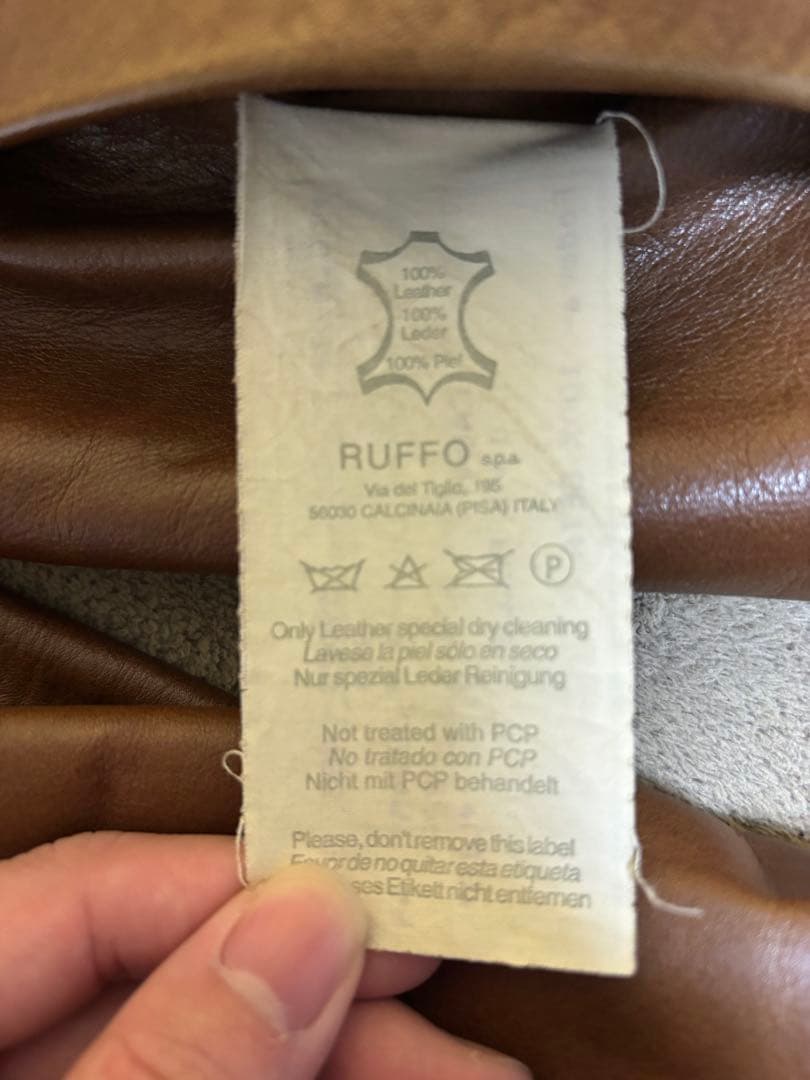 100%
Leather
100%
Leder
100% Piel
RUFFO s.p.a.
Via del Tiglio, 195
56030 CALCINAIA (PISA) ITALY
P
Only Leather special dry cleaning
Lavese la piel sólo en seco
Nur spezial Leder Reinigung
Not treated with PCP
No tratado con PCP
Nicht mit PCP behandelt
Please, don't remove this label
Favor de no quitar esta etiqueta
Etikett nicht entfernen